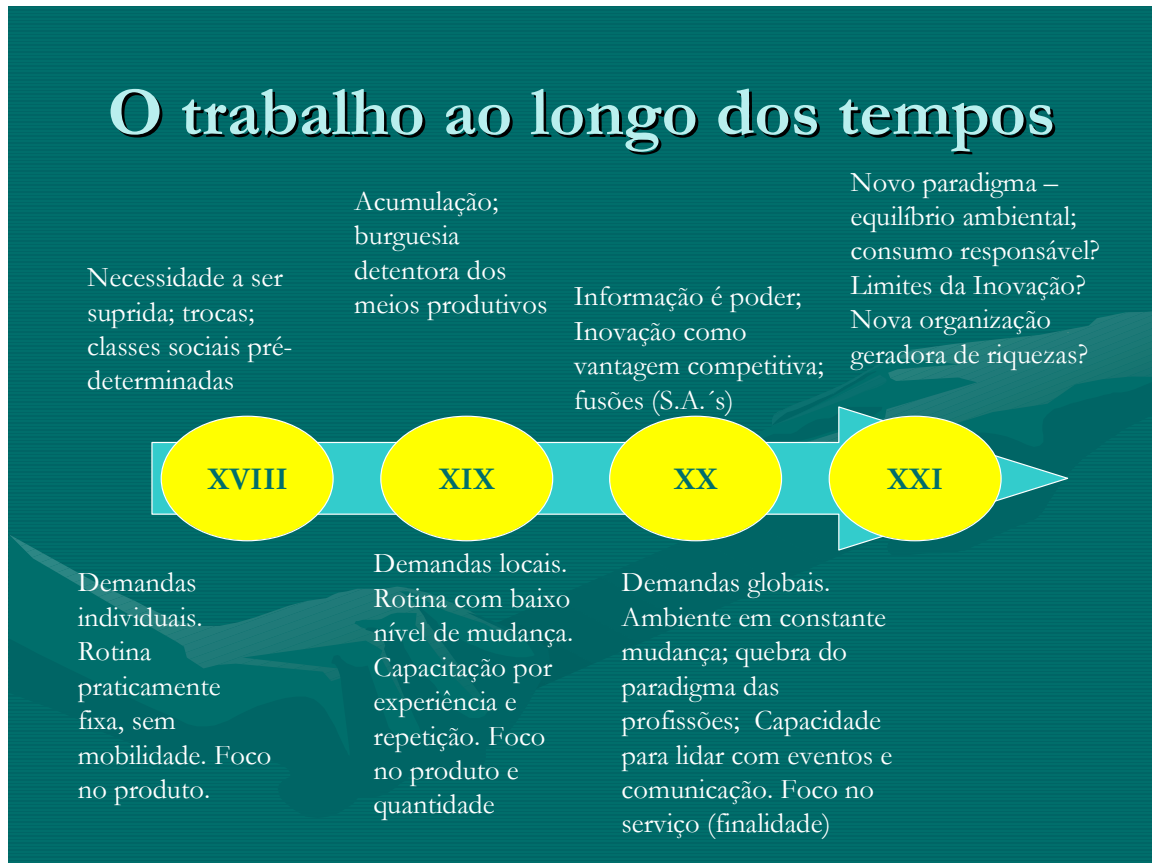 O trabalho ao longo dos tempos
Necessidade a ser
suprida; trocas;
classes sociais pré-
determinadas
Acumulação;
burguesia
detentora dos
meios produtivos
Informação é poder;
Inovação como
vantagem competitiva;
fusões (S.A.´s)
Novo paradigma –
equilíbrio ambiental;
consumo responsável?
Limites da Inovação?
Nova organização
geradora de riquezas?
XVIII
XIX
XX
XXI
Demandas
individuais.
Rotina
praticamente
fixa, sem
mobilidade. Foco
no produto.
Demandas locais.
Rotina com baixo
nível de mudança.
Capacitação por
experiência e
repetição. Foco
no produto e
quantidade
Demandas globais.
Ambiente em constante
mudança; quebra do
paradigma das
profissões; Capacidade
para lidar com eventos e
comunicação. Foco no
serviço (finalidade)